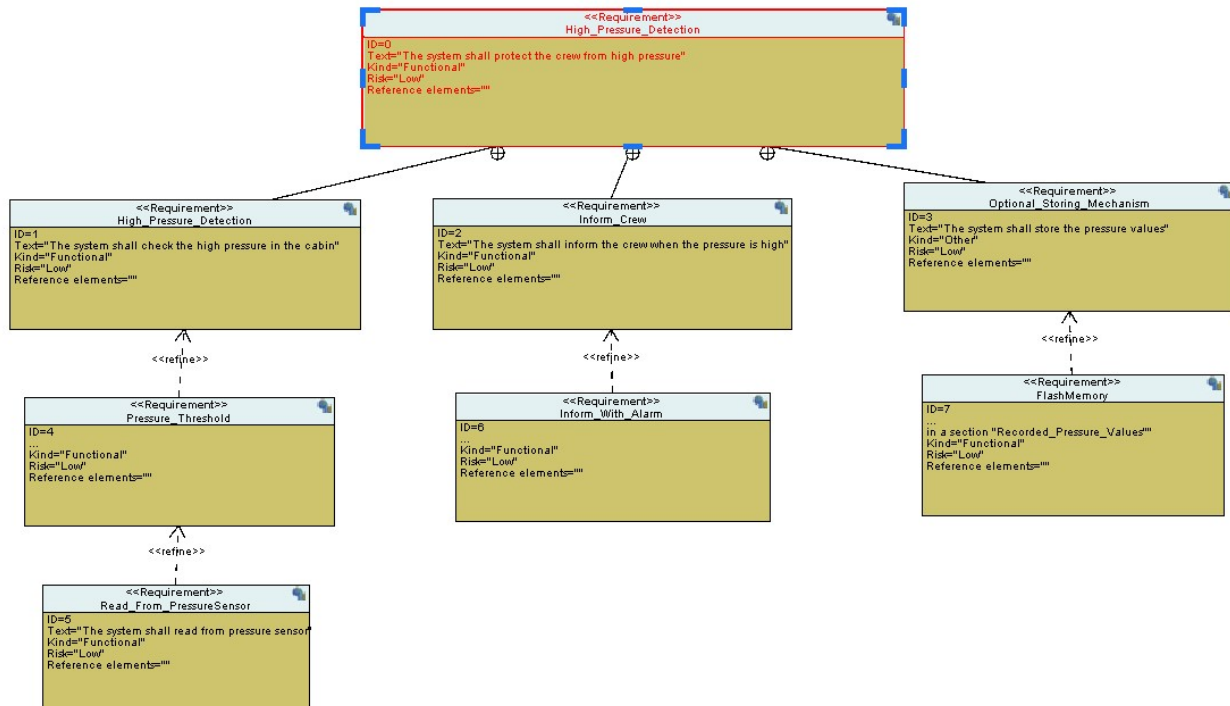 <<Requirement>>
High_Pressure_Detection
ID=0
Text="The system shall protect the crew from high pressure"
Kind="Functional"
Risk="Low"
Reference elements=""
<<Requirement>>
High_Pressure_Detection
ID=1
Text="The system shall check the high pressure in the cabin"
Kind="Functional"
Risk="Low"
Reference elements=""
<<Requirement>>
Inform_Crew
ID=2
Text="The system shall inform the crew when the pressure is high"
Kind="Functional"
Risk="Low"
Reference elements=""
<<Requirement>>
Optional_Storing_Mechanism
ID=3
Text="The system shall store the pressure values"
Kind="Other"
Risk="Low"
Reference elements=""
<<refine>>
<<refine>>
<<refine>>
<<Requirement>>
Pressure_Threshold
ID=4
...
Kind="Functional"
Risk="Low"
Reference elements=""
<<Requirement>>
Inform_With_Alarm
ID=6
...
Kind="Functional"
Risk="Low"
Reference elements=""
<<Requirement>>
FlashMemory
ID=7
...
in a section "Recorded_Pressure_Values""
Kind="Functional"
Risk="Low"
Reference elements=""
<<refine>>
<<Requirement>>
Read_From_PressureSensor
ID=5
Text="The system shall read from pressure sensor"
Kind="Functional"
Risk="Low"
Reference elements=""